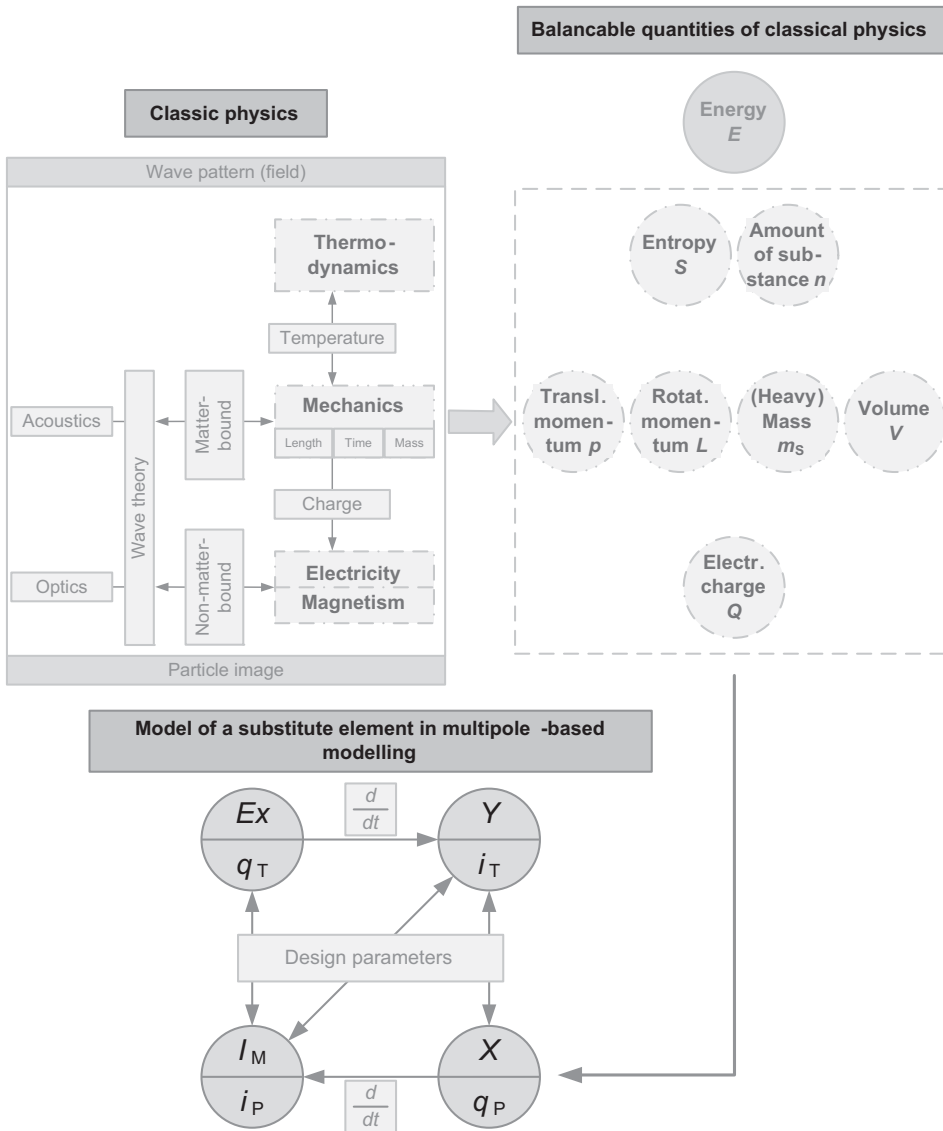 Balancable quantities of classical physics
Classic physics
Energy
E
Wave pattern (field)
Thermo-
dynamics
Temperature
Mechanics
Length Time Mass
Charge
Electricity
Magnetism
Acoustics
Optics
Wave theory
Matter-
bound
Non-matter-
bound
Particle image
Entropy
S
Amount
of sub-
stance n
Transl.
momen-
tum p
Rotat.
momen-
tum L
(Heavy)
Mass
mS
Volume
V
Electr.
charge
Q
Model of a substitute element in multipole -based
modelling
Ex
qT
d
dt
Y
iT
Design parameters
IM
iP
d
dt
X
qP